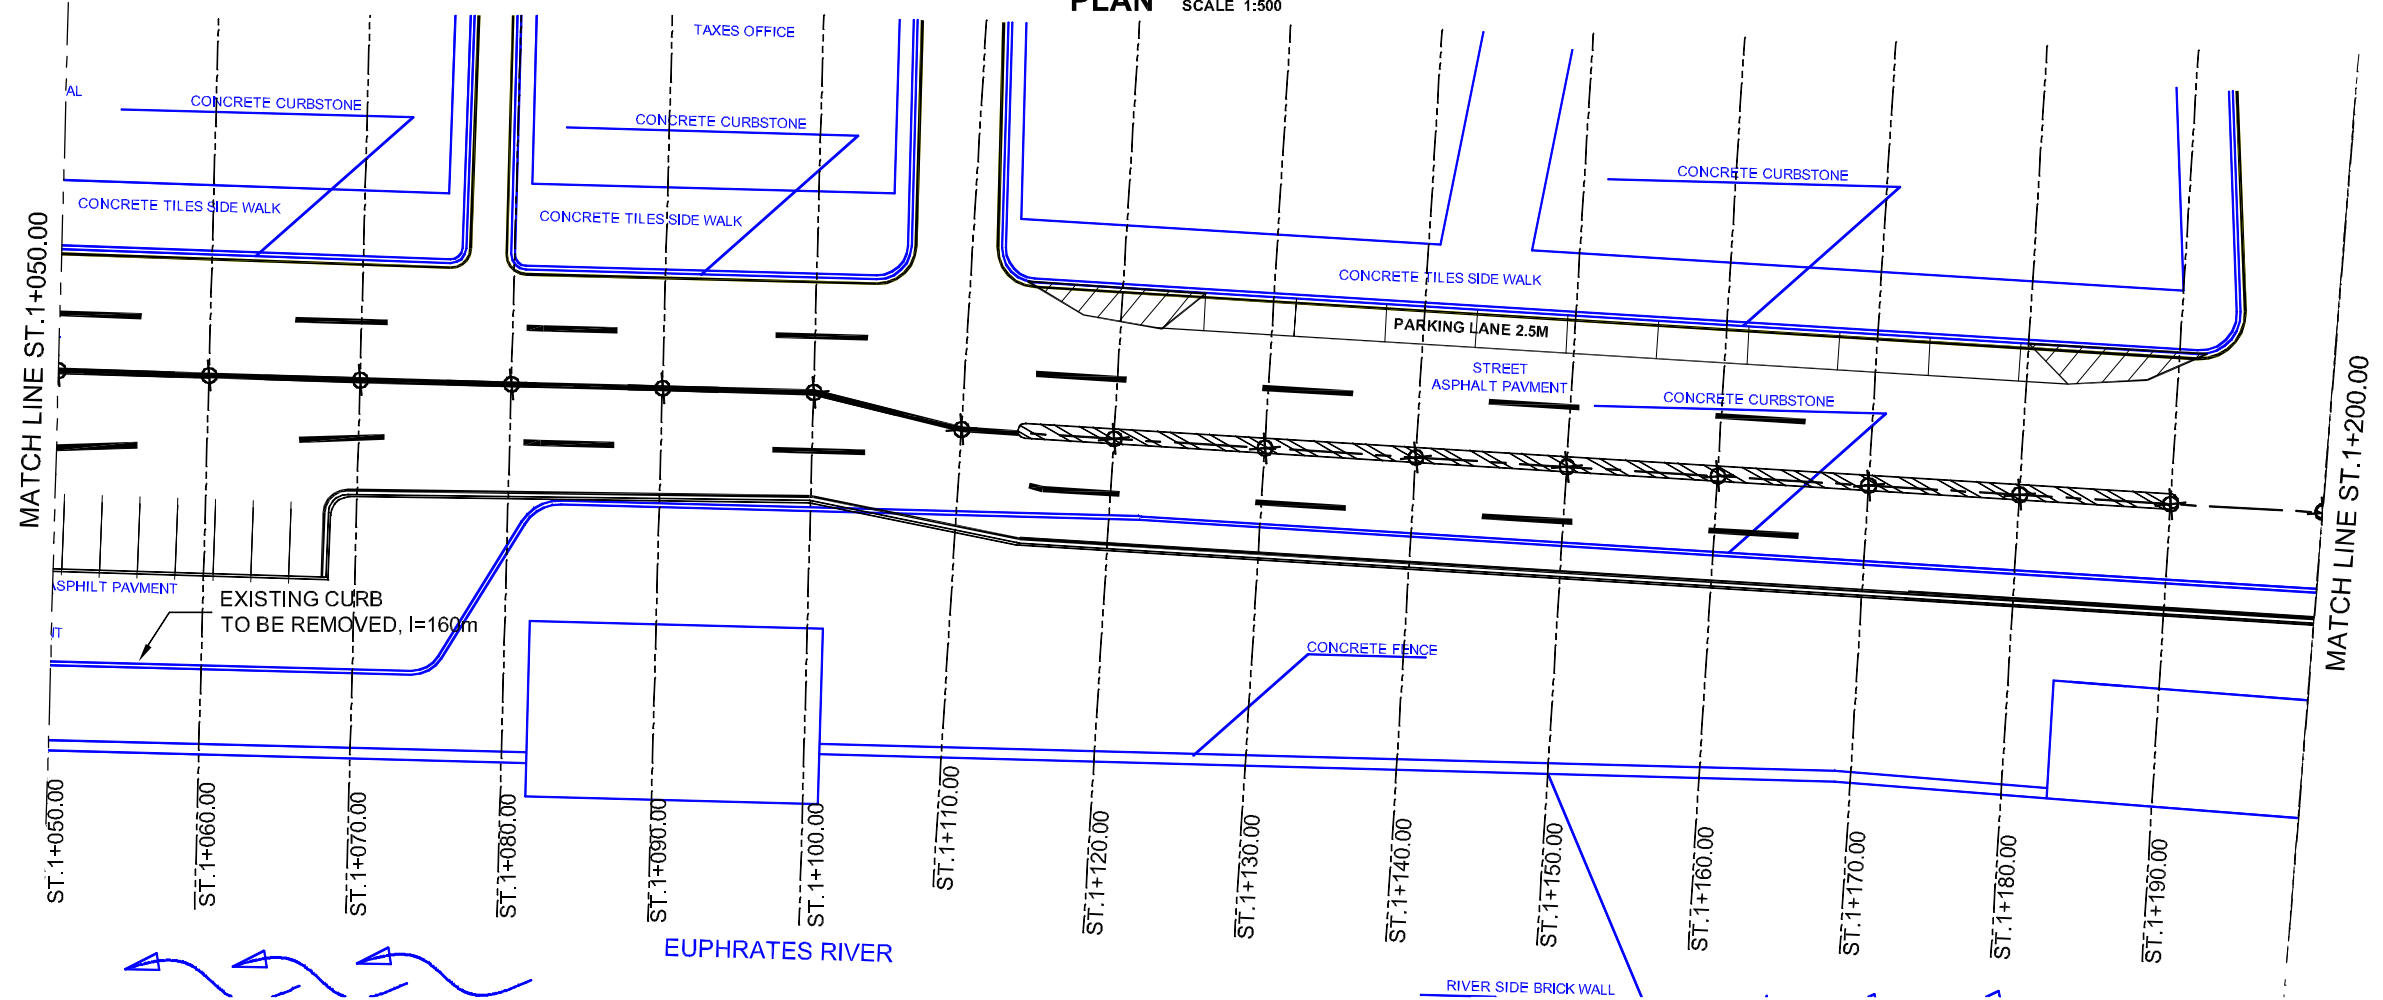 PLAN SCALE 1:500
TAXES OFFICE
AL
CONCRETE CURBSTONE
CONCRETE CURBSTONE
CONCRETE CURBSTONE
CONCRETE TILES SIDE WALK
CONCRETE TILES SIDE WALK
CONCRETE TILES SIDE WALK
MATCH LINE ST.1+050.00
PARKING LANE 2.5M
STREET
ASPHALT PAVMENT
CONCRETE CURBSTONE
MATCH LINE ST.1+200.00
ASPHILT PAVMENT
EXISTING CURB
TO BE REMOVED, l=160m
CONCRETE FENCE
ST.1+050.00
ST.1+060.00
ST.1+070.00
ST.1+080.00
ST.1+090.00
ST.1+100.00
ST.1+110.00
ST.1+120.00
ST.1+130.00
ST.1+140.00
ST.1+150.00
ST.1+160.00
ST.1+170.00
ST.1+180.00
ST.1+190.00
EUPHRATES RIVER
RIVER SIDE BRICK WALL